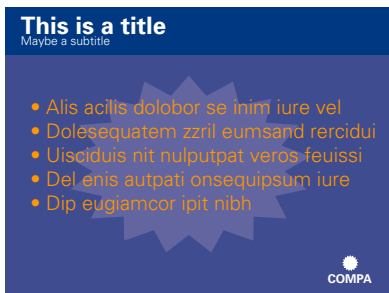 This is a title
Maybe a subtitle
• Alis acilis dolobor se inim iure vel
• Dolesequatem zzril eumsand rercidui
• Uisciduis nit nulputpat veros feuissi
• Del enis autpati onsequipsum iure
• Dip eugiamcor ipit nibh
COMPA